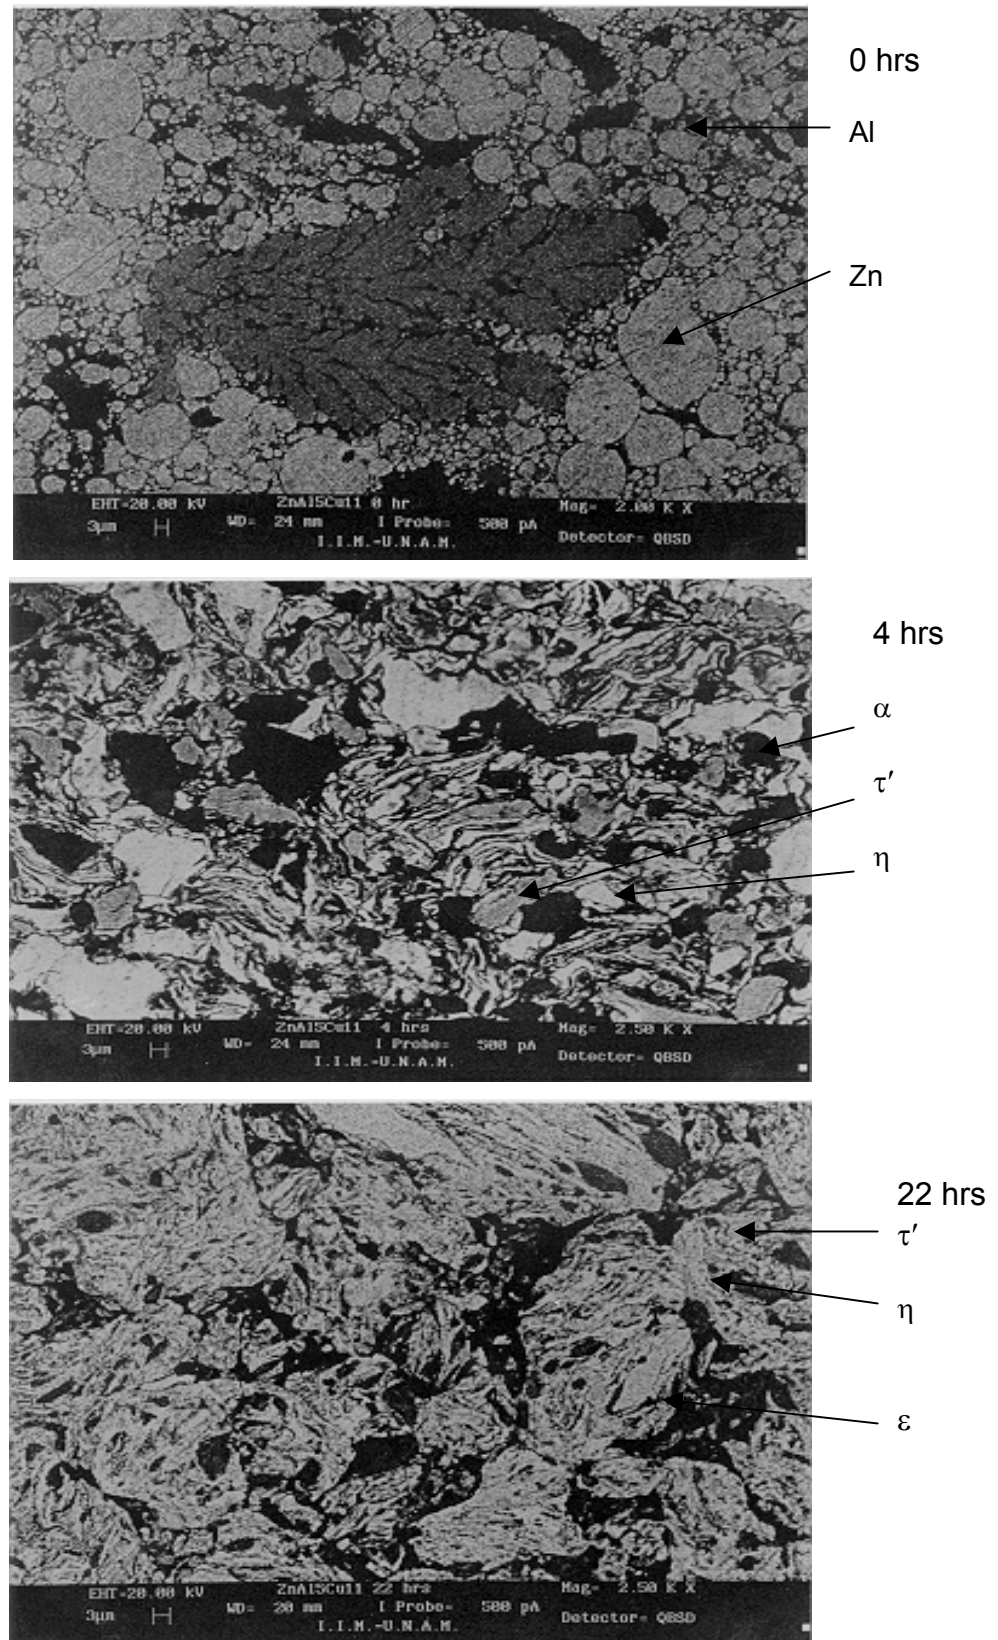 0 hrs
Al
Zn
EHT=20.00 kV ZnAl5Cu11 0 hr Mag= 2.00 K X
3µm WD= 24 mm I Probe= 500 pA
I.I.M.-U.N.A.M. Detector= QBSD
4 hrs
α
τ′
η
EHT=20.00 kV ZnAl5Cu11 4 hrs Mag= 2.50 K X
3µm WD= 24 mm I Probe= 500 pA
I.I.M.-U.N.A.M. Detector= QBSD
22 hrs
τ′
η
ε
EHT=20.00 kV ZnAl5Cu11 22 hrs Mag= 2.50 K X
3µm WD= 20 mm I Probe= 500 pA
I.I.M.-U.N.A.M. Detector= QBSD